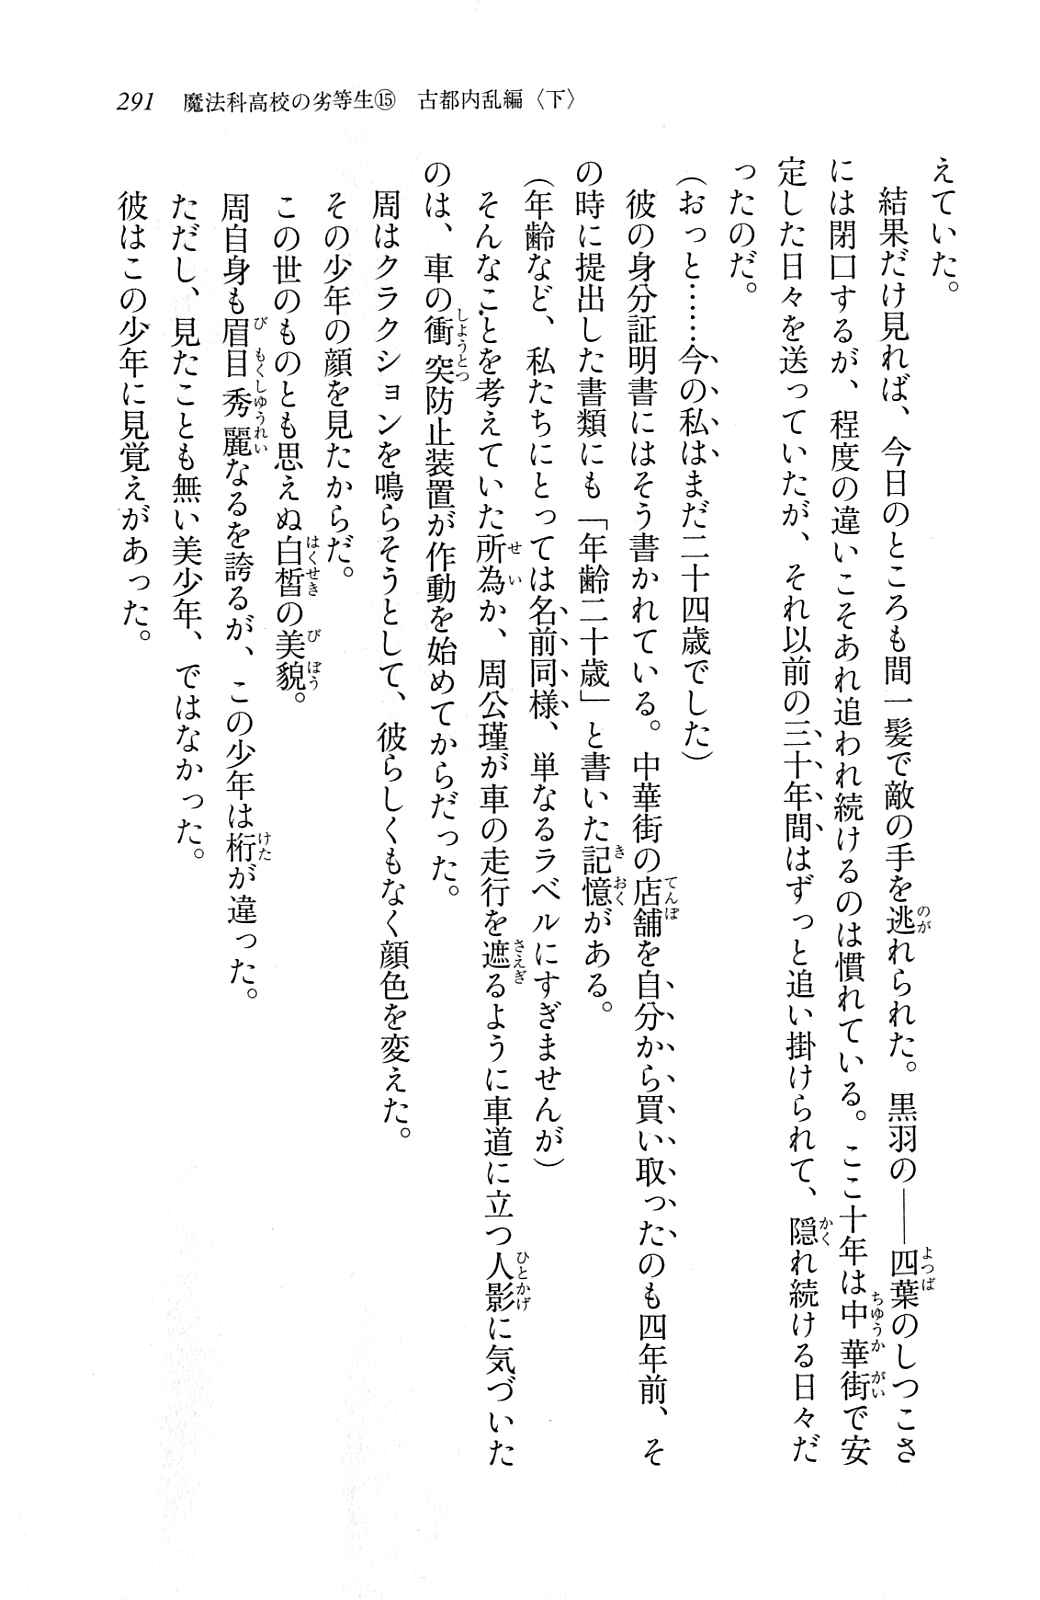 291　魔法科高校の劣等生⑮　古都内乱編〈下〉
えていた。
　結果だけ見れば、今日のところも間一髪で敵の手を逃れられた。黒羽の――四葉のしつこさ
には閉口するが、程度の違いこそあれ追われ続けるのは慣れている。ここ十年は中華街で安
定した日々を送っていたが、それ以前の三十年間はずっと追い掛けられて、隠れ続ける日々だ
ったのだ。
（おっと……今の私はまだ二十四歳でした）
　彼の身分証明書にはそう書かれている。中華街の店舗を自分から買い取ったのも四年前、そ
の時に提出した書類にも「年齢二十歳」と書いた記憶がある。
（年齢など、私たちにとっては名前同様、単なるラベルにすぎませんが）
　そんなことを考えていた所為か、周公瑾が車の走行を遮るように車道に立つ人影に気づいた
のは、車の衝突防止装置が作動を始めてからだった。
　周はクラクションを鳴らそうとして、彼らしくもなく顔色を変えた。
　その少年の顔を見たからだ。
　この世のものとも思えぬ白皙の美貌。
　周自身も眉目秀麗なるを誇るが、この少年は桁が違った。
　ただし、見たことも無い美少年、ではなかった。
　彼はこの少年に見覚えがあった。